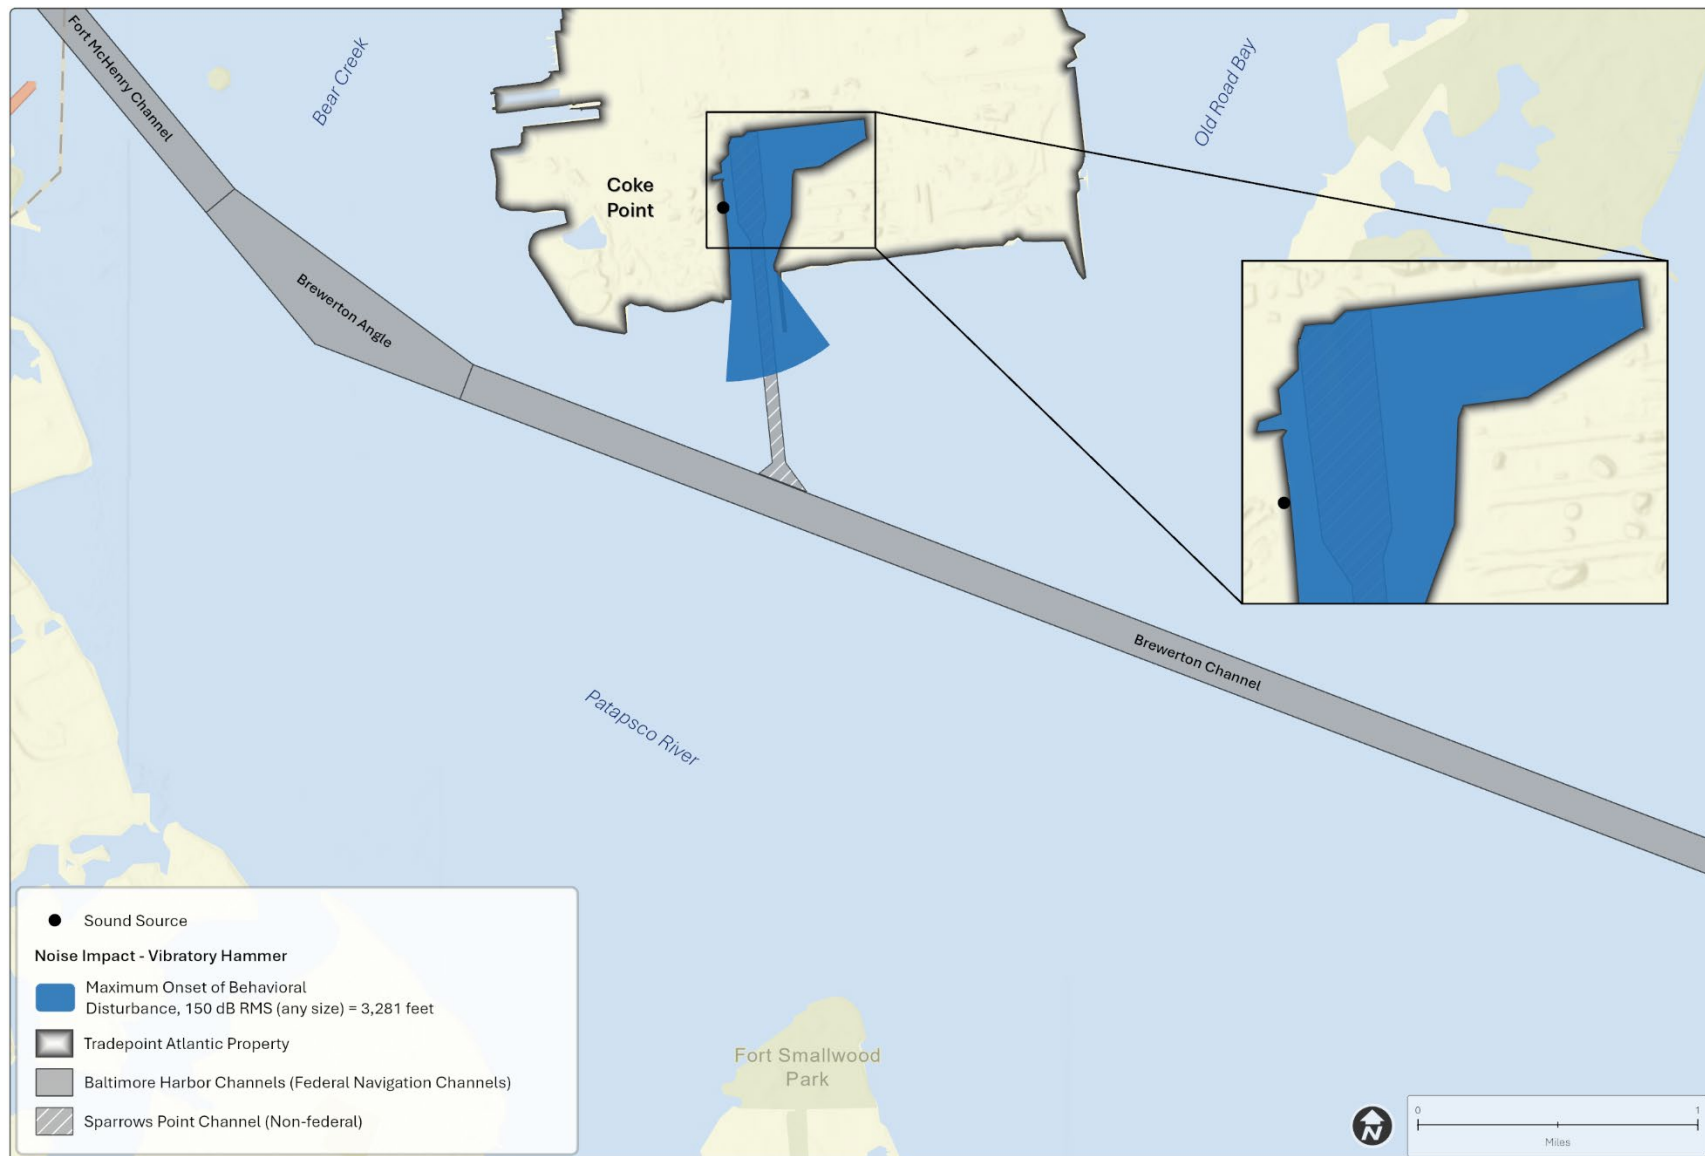 Fort McHenry Channel
Bear Creek
Old Road Bay
Coke
Point
Brewerton Angle
Brewerton Channel
Patapsco River
Fort Smallwood
Park
Sound Source
Noise Impact - Vibratory Hammer
Maximum Onset of Behavioral
Disturbance, 150 dB RMS (any size) = 3,281 feet
Tradepoint Atlantic Property
Baltimore Harbor Channels (Federal Navigation Channels)
Sparrows Point Channel (Non-federal)
N
0 1
Miles